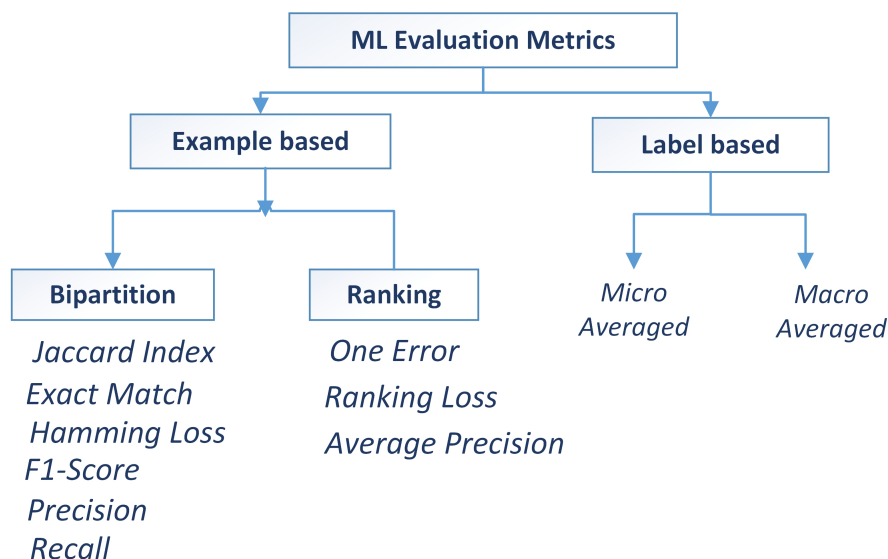 ML Evaluation Metrics
Example based
Label based
Bipartition
Jaccard Index
Exact Match
Hamming Loss
F1-Score
Precision
Recall
Ranking
One Error
Ranking Loss
Average Precision
Micro
Averaged
Macro
Averaged